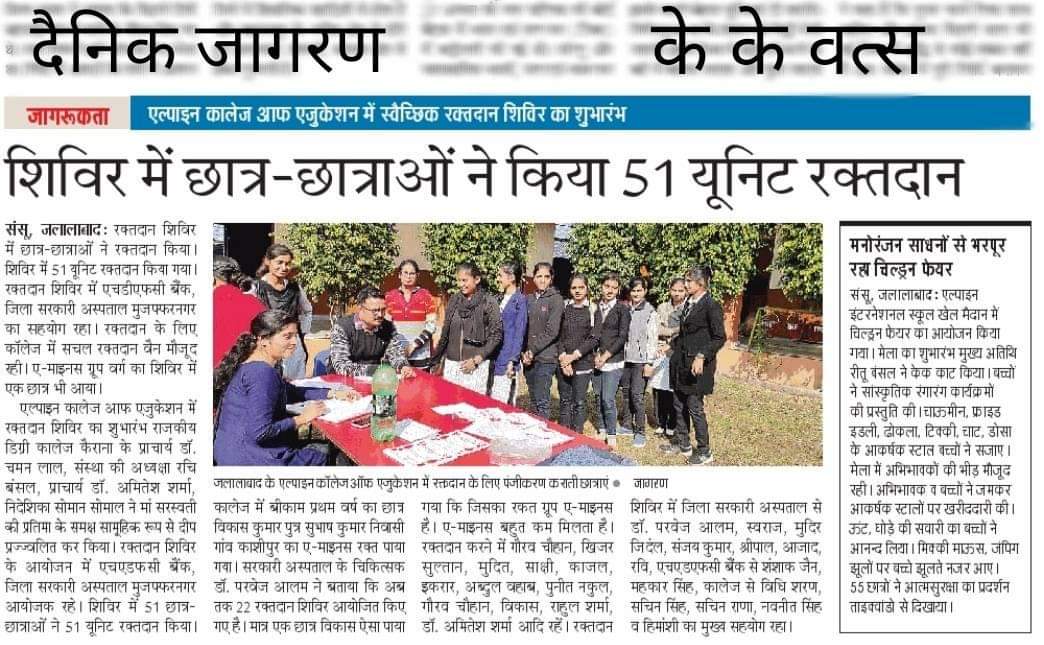 दैनिक जागरण
के के वत्स
जागरूकता
एल्पाइन कालेज आफ एजुकेशन में स्वैच्छिक रक्तदान शिविर का शुभारंभ
शिविर में छात्र-छात्राओं ने किया 51 यूनिट रक्तदान
संसू, जलालाबाद: रक्तदान शिविर
में छात्र-छात्राओं ने रक्तदान किया।
शिविर में 51 यूनिट रक्तदान किया गया।
रक्तदान शिविर में एचडीएफसी बैंक,
जिला सरकारी अस्पताल मुजफ्फरनगर
का सहयोग रहा। रक्तदान के लिए
कॉलेज में सचल रक्तदान वैन मौजूद
रही। ए-माइनस ग्रुप वर्ग का शिविर में
एक छात्र भी आया।
एल्पाइन कालेज आफ एजुकेशन में
रक्तदान शिविर का शुभारंभ राजकीय
डिग्री कालेज कैराना के प्राचार्य डॉ.
चमन लाल, संस्था की अध्यक्षा रचि
बंसल, प्राचार्य डॉ. अमितेश शर्मा,
निदेशिका सोमान सोमाल ने मां सरस्वती
की प्रतिमा के समक्ष सामूहिक रूप से दीप
प्रज्ज्वलित कर किया। रक्तदान शिविर
के आयोजन में एचएडफसी बैंक,
जिला सरकारी अस्पताल मुजफ्फरनगर
आयोजक रहे। शिविर में 51 छात्र-
छात्राओं ने 51 यूनिट रक्तदान किया।
जलालाबाद के एल्पाइन कॉलेज ऑफ एजुकेशन में रक्तदान के लिए पंजीकरण कराती छात्राएं ● जागरण
कालेज में बीकाम प्रथम वर्ष का छात्र
विकास कुमार पुत्र सुभाष कुमार निवासी
गांव काशीपुर का ए-माइनस रक्त पाया
गया। सरकारी अस्पताल के चिकित्सक
डॉ. परवेज आलम ने बताया कि अब
तक 22 रक्तदान शिविर आयोजित किए
गए है। मात्र एक छात्र विकास ऐसा पाया
गया कि जिसका रकत ग्रुप ए-माइनस
है। ए-माइनस बहुत कम मिलता है।
रक्तदान करने में गौरव चौहान, खिजर
सुल्तान, मुदित, साक्षी, काजल,
इकरार, अब्दुल वहाब, पुनीत नकुल,
गौरव चौहान, विकास, राहुल शर्मा,
डॉ. अमितेश शर्मा आदि रहें। रक्तदान
शिविर में जिला सरकारी अस्पताल से
डॉ. परवेज आलम, स्वराज, मुदिर
जिदंल, संजय कुमार, श्रीपाल, आजाद,
रवि, एचएडीएफसी बैंक से शंशाक जैन,
महकार सिंह, कालेज से विधि शरण,
सचिन सिंह, सचिन राणा, नवनीत सिंह
व हिमांशी का मुख्य सहयोग रहा।
मनोरंजन साधनों से भरपूर
रहा चिल्ड्रन फेयर
संसू, जलालाबाद: एल्पाइन
इंटरनेशनल स्कूल खेल मैदान में
चिल्ड्रन फेयर का आयोजन किया
गया। मेला का शुभारंभ मुख्य अतिथि
रीतू बंसल ने केक काट किया। बच्चों
ने सांस्कृतिक रंगारंग कार्यक्रमों
की प्रस्तुति की। चाऊमीन, फ्राइड
इडली, ढोकला, टिक्की, चाट, डोसा
के आकर्षक स्टाल बच्चों ने सजाए।
मेला में अभिभावकों की भीड़ मौजूद
रही। अभिभावक व बच्चों ने जमकर
आकर्षक स्टालों पर खरीददारी की।
ऊंट, घोड़े की सवारी का बच्चों ने
आनन्द लिया। मिक्की माऊस, जंपिग
झूलों पर बच्चे झूलते नजर आए।
55 छात्रों ने आत्मसुरक्षा का प्रदर्शन
ताइक्वांडो से दिखाया।